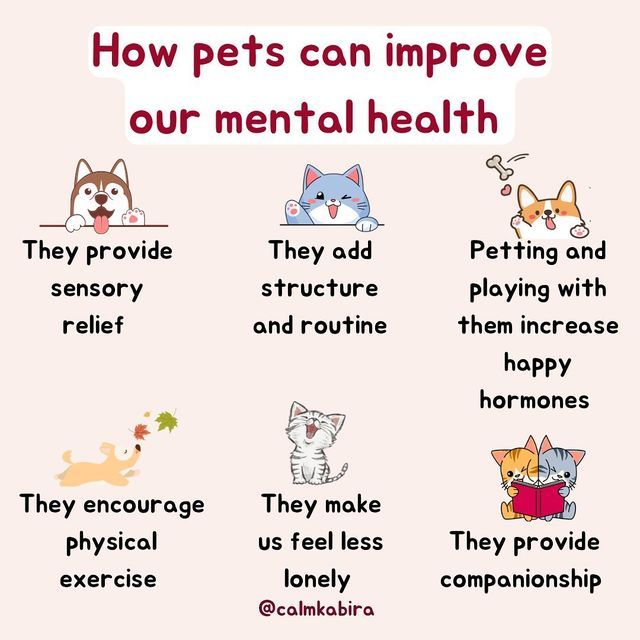 How pets can improve
our mental health
They provide
sensory
relief
They add
structure
and routine
Petting and
playing with
them increase
happy
hormones
They encourage
physical
exercise
They make
us feel less
lonely
They provide
companionship
@calmkabira